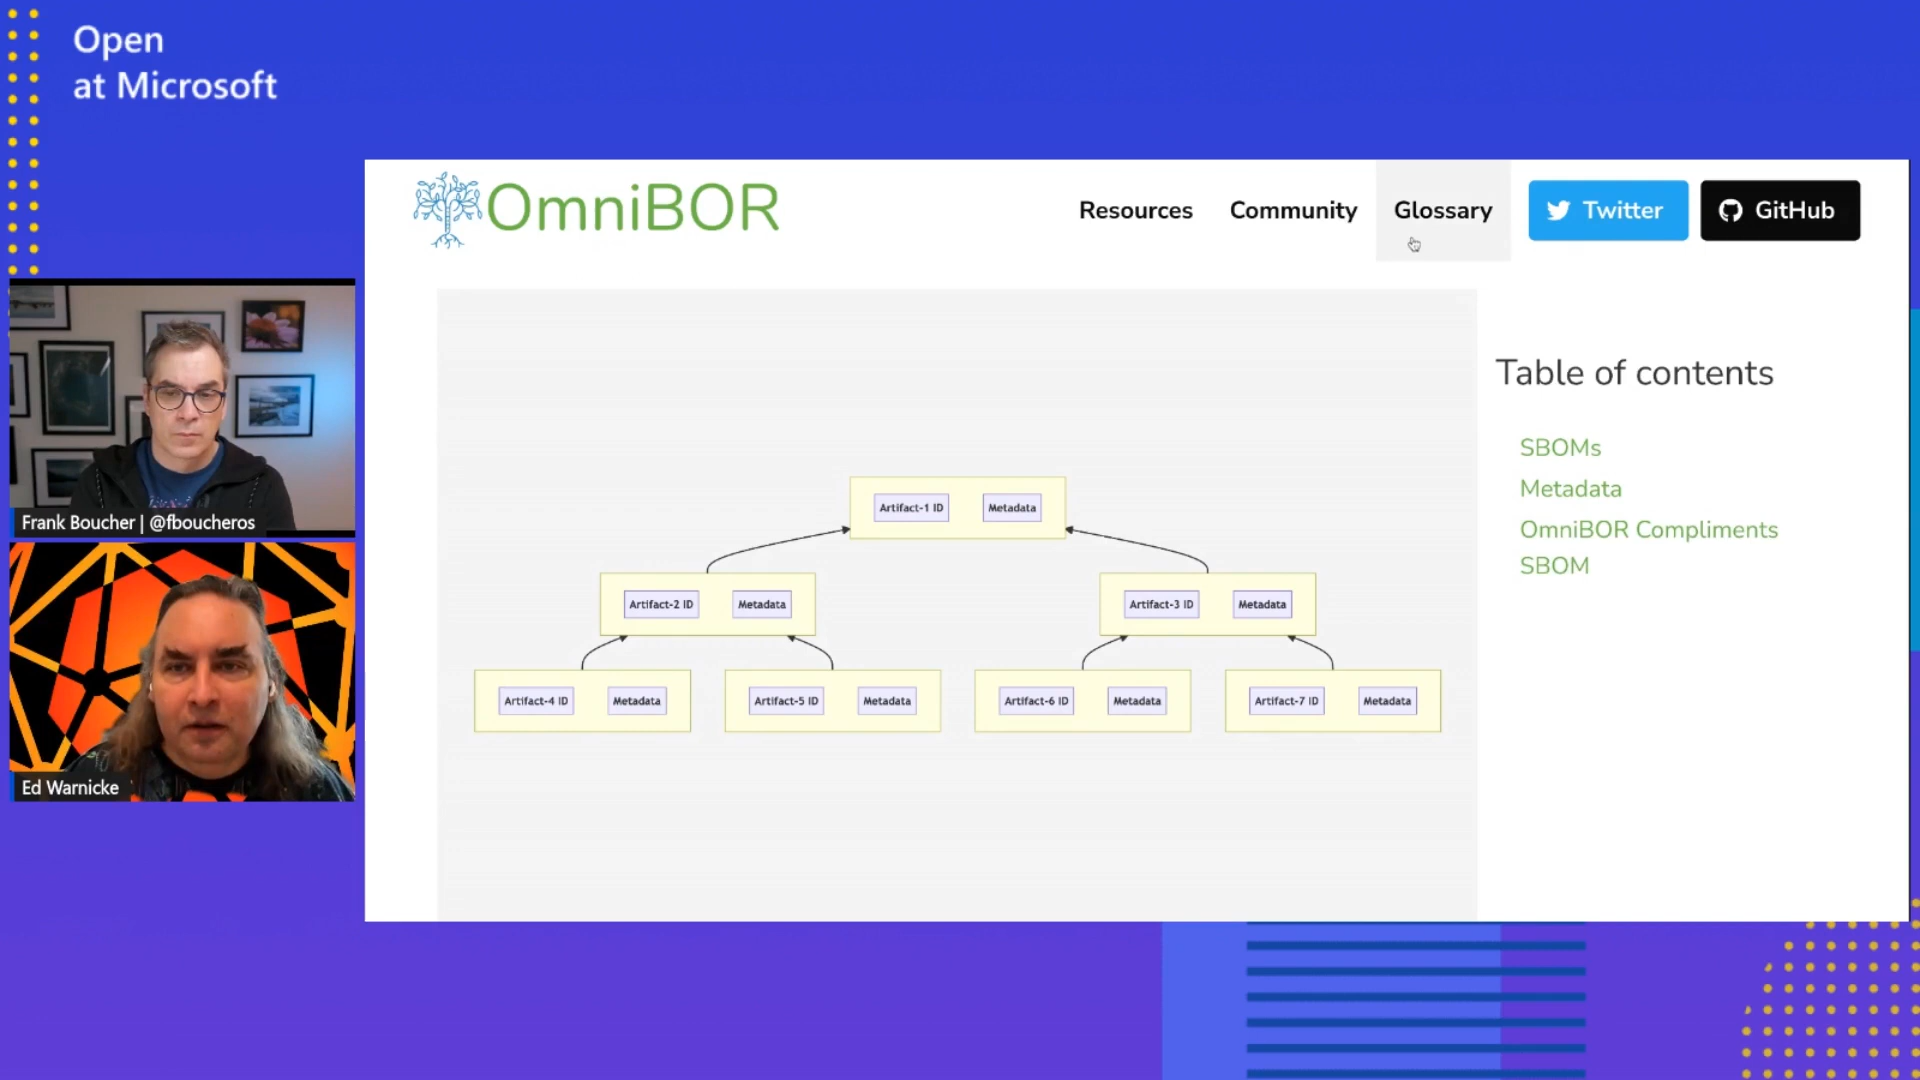 Open
at Microsoft
OmniBOR
Resources
Community
Glossary
Twitter
GitHub
Frank Boucher | @fboucheros
Ed Warnicke
Artifact-1 ID
Metadata
Artifact-2 ID
Metadata
Artifact-3 ID
Metadata
Artifact-4 ID
Metadata
Artifact-5 ID
Metadata
Artifact-6 ID
Metadata
Artifact-7 ID
Metadata
Table of contents
SBOMs
Metadata
OmniBOR Compliments
SBOM